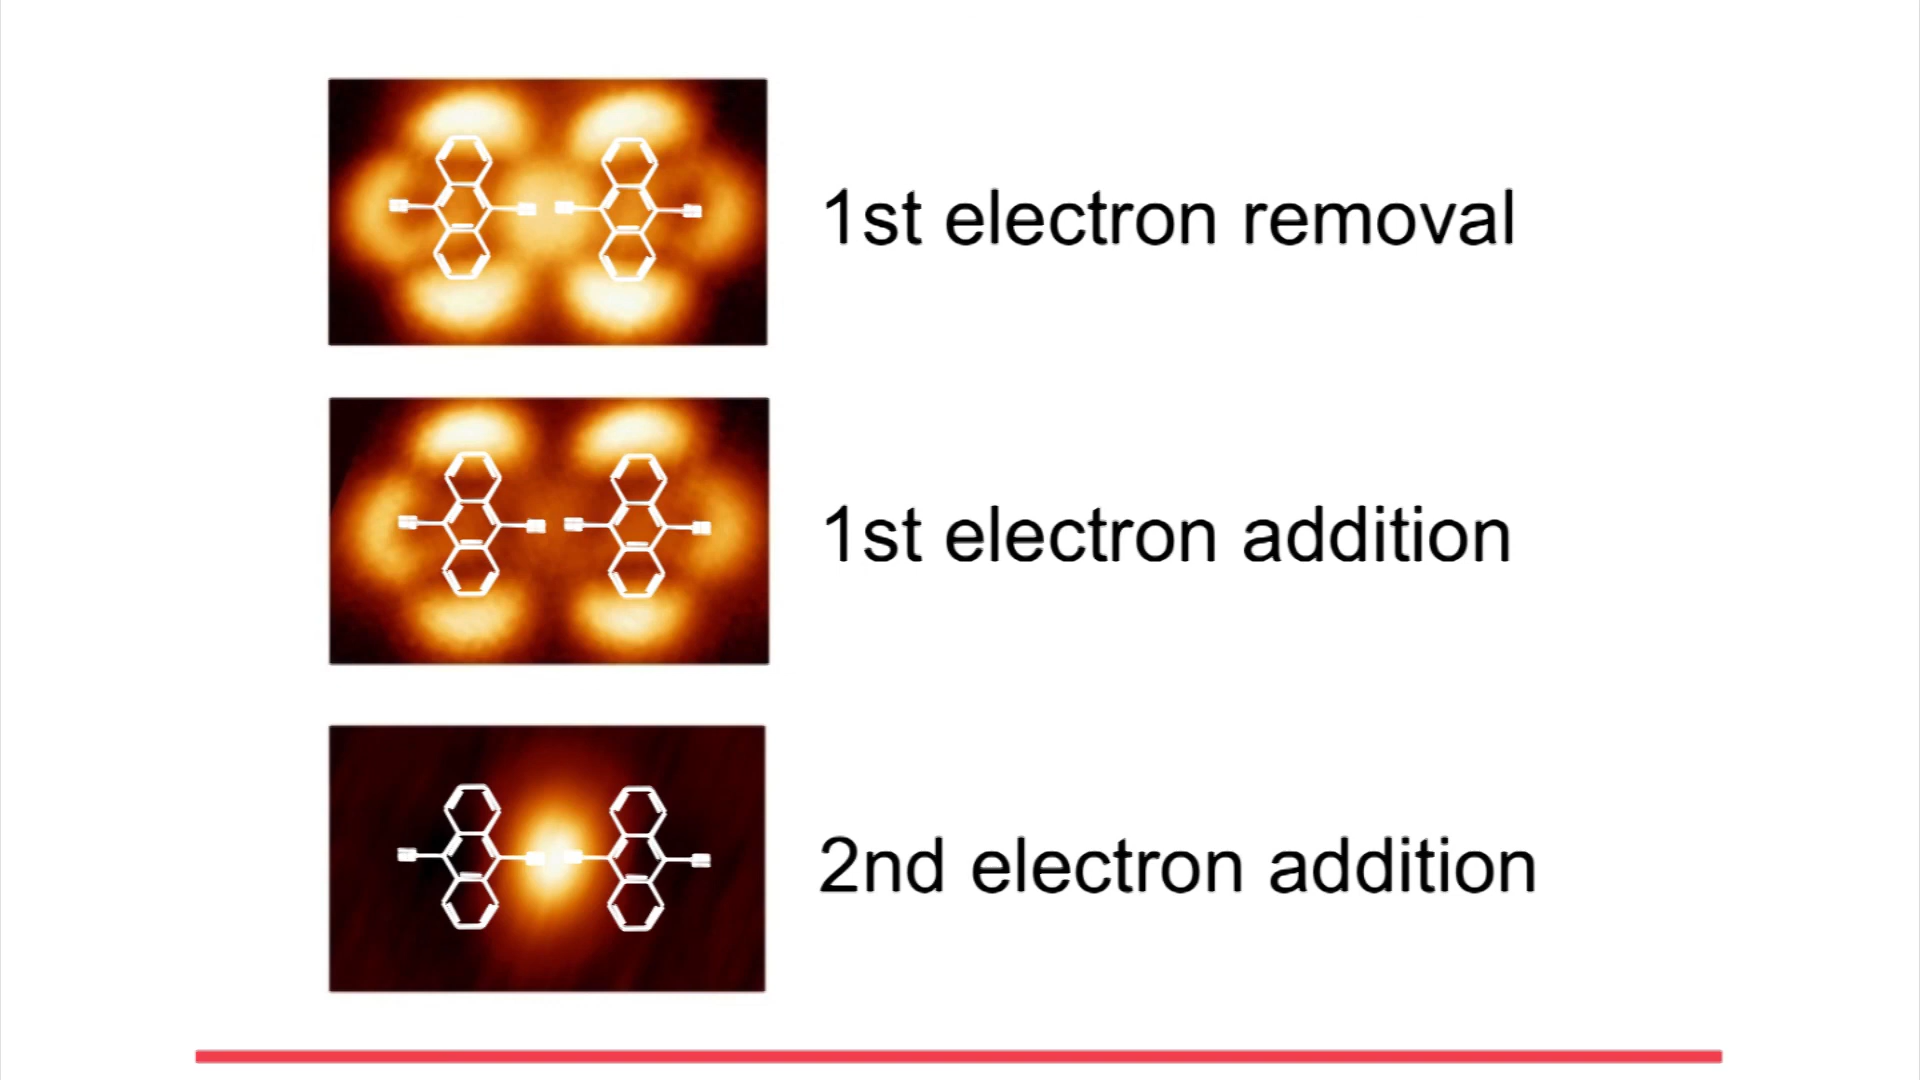 1st electron removal
1st electron addition
2nd electron addition